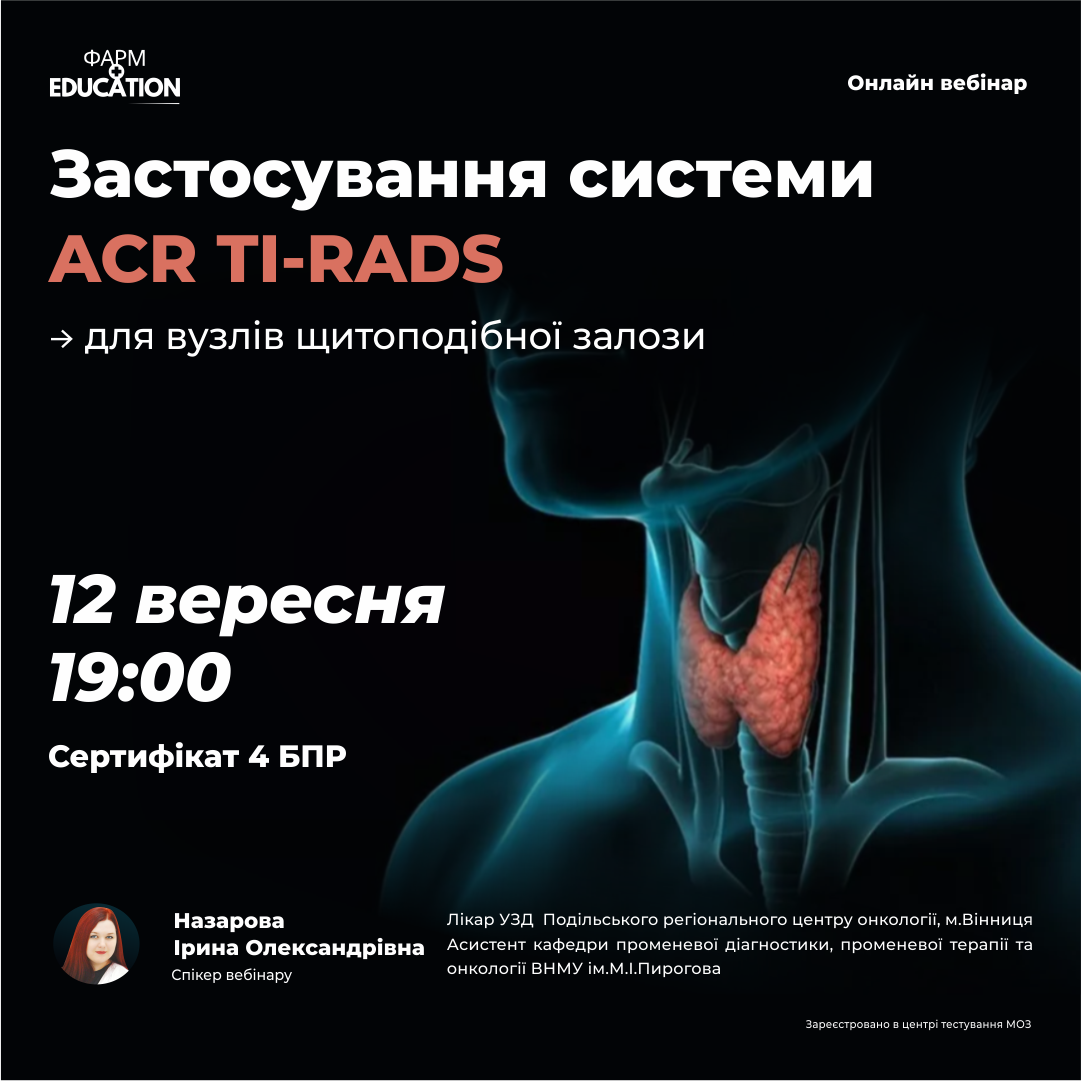 ФАРМ
EDUCATION
Онлайн вебінар
Застосування системи
ACR TI-RADS
→ для вузлів щитоподібної залози
12 вересня
19:00
Сертифікат 4 БПР
Назарова
Ірина Олександрівна
Спікер вебінару
Лікар УЗД Подільського регіонального центру онкології, м.Вінниця
Асистент кафедри променевої діагностики, променевої терапії та
онкології ВНМУ ім.М.І.Пирогова
Зареєстровано в центрі тестування МОЗ